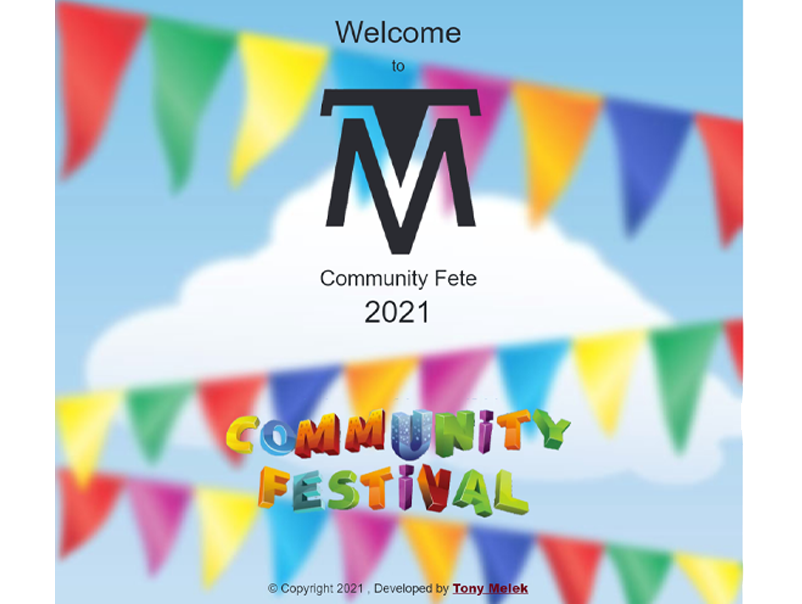 Welcome
to
TM
Community Fete
2021
COMMUNITY
FESTIVAL
© Copyright 2021 , Developed by Tony Melek